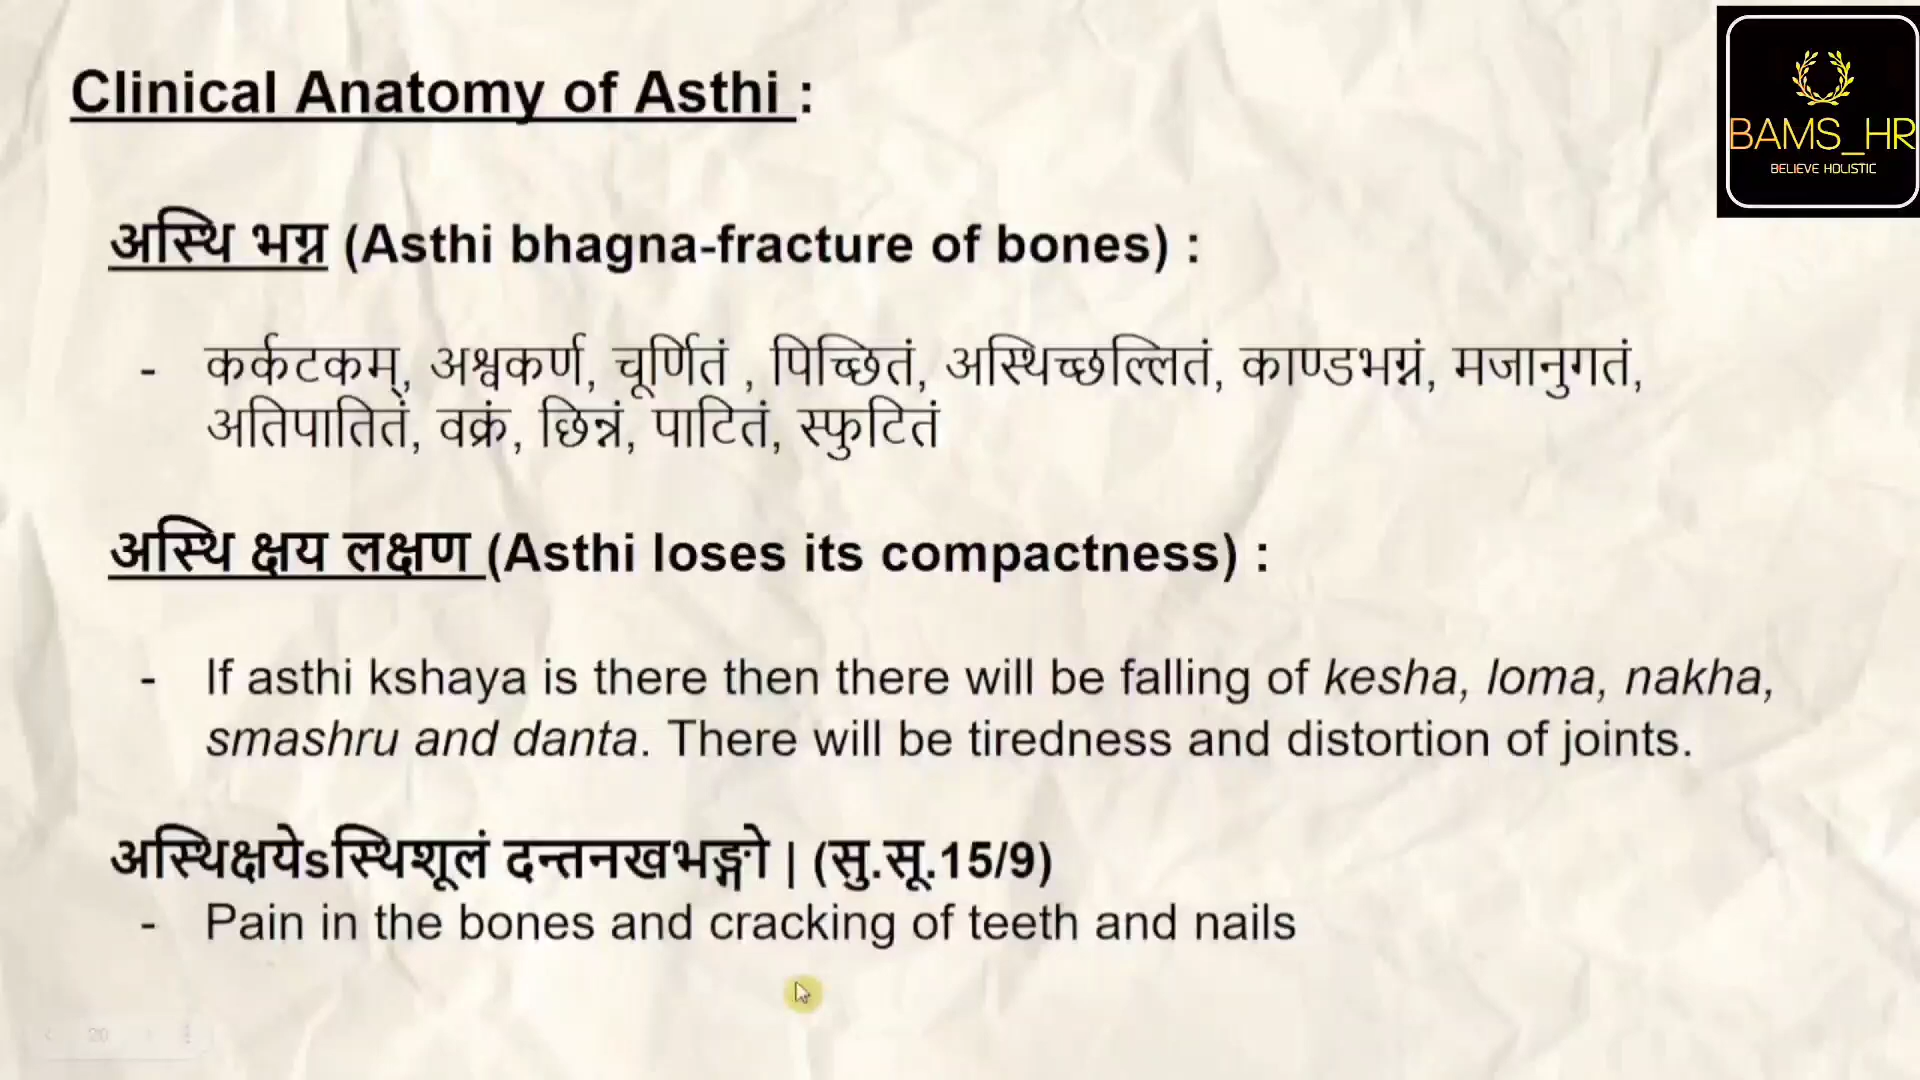 Clinical Anatomy of Asthi :
BAMS_HR
BELIEVE HOLISTIC
अस्थि भग्न (Asthi bhagna-fracture of bones) :
- कर्कटकम्, अश्वकर्ण, चूर्णितं , पिच्छितं, अस्थिच्छल्लितं, काण्डभग्नं, मजानुगतं,
अतिपातितं, वक्रं, छिन्नं, पाटितं, स्फुटितं
अस्थि क्षय लक्षण (Asthi loses its compactness) :
- If asthi kshaya is there then there will be falling of kesha, loma, nakha,
smashru and danta. There will be tiredness and distortion of joints.
अस्थिक्षयेsस्थिशूलं दन्तनखभङ्गो | (सु.सू.15/9)
- Pain in the bones and cracking of teeth and nails
20